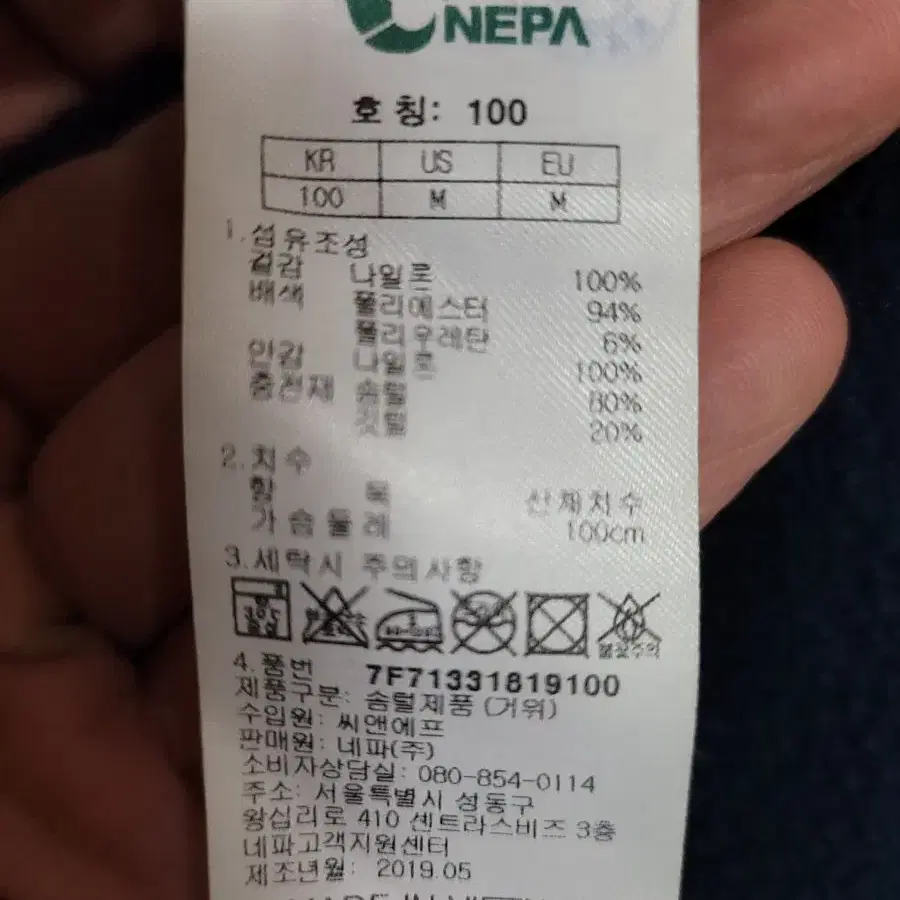 NEPA
호 칭: 100
KR US EU
100 M M
1.섬유조성
겉감 나일론 100%
배색 폴리에스터 94%
폴리우레탄 6%
안감 나일론 100%
충전재 솜털 80%
깃털 20%
2.치수
항 목 신체치수
가슴둘레 100cm
3.세탁시 주의사항
불꽃주의
4.품번 7F71331819100
제품구분: 솜털제품 (거위)
수입원: 씨앤에프
판매원: 네파(주)
소비자상담실: 080-854-0114
주소: 서울특별시 성동구
왕십리로 410 센트라스비즈 3층
네파고객지원센터
제조년월: 2019.05
MADE IN